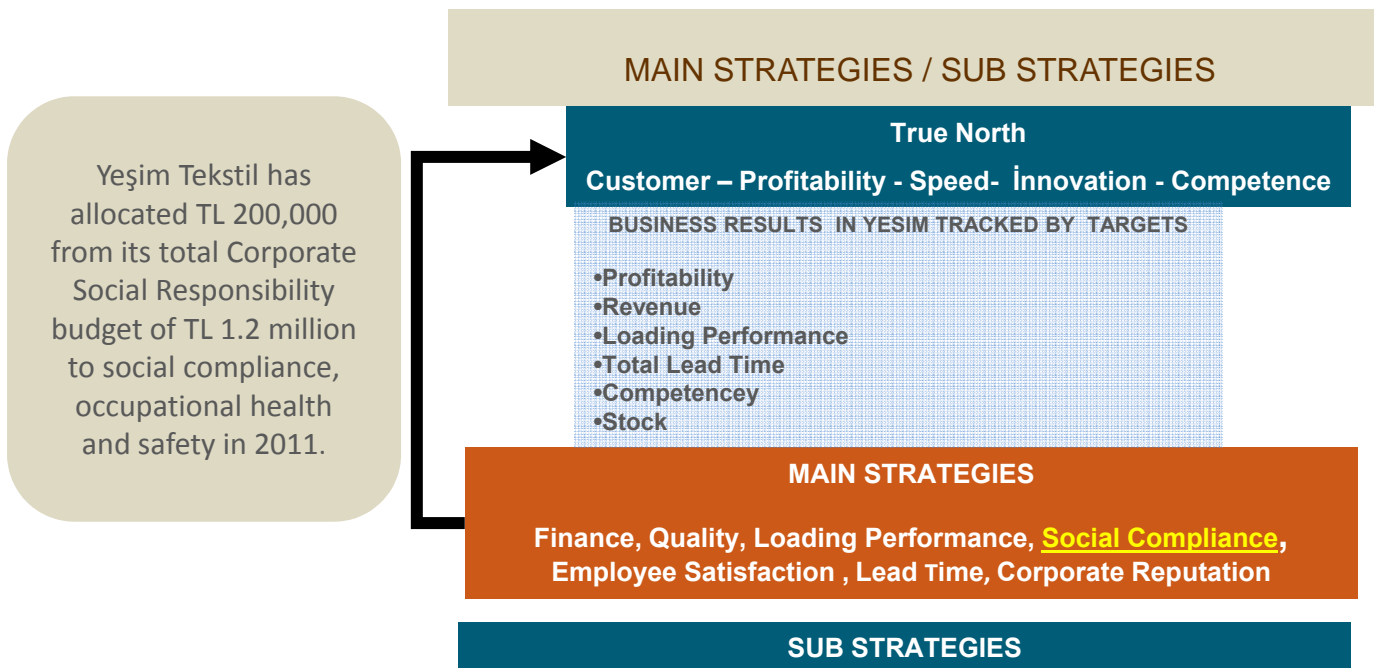 MAIN STRATEGIES / SUB STRATEGIES
Yeşim Tekstil has
allocated TL 200,000
from its total Corporate
Social Responsibility
budget of TL 1.2 million
to social compliance,
occupational health
and safety in 2011.
True North
Customer – Profitability - Speed- İnnovation - Competence
BUSINESS RESULTS IN YESIM TRACKED BY TARGETS
•Profitability
•Revenue
•Loading Performance
•Total Lead Time
•Competencey
•Stock
MAIN STRATEGIES
Finance, Quality, Loading Performance, Social Compliance,
Employee Satisfaction , Lead Time, Corporate Reputation
SUB STRATEGIES